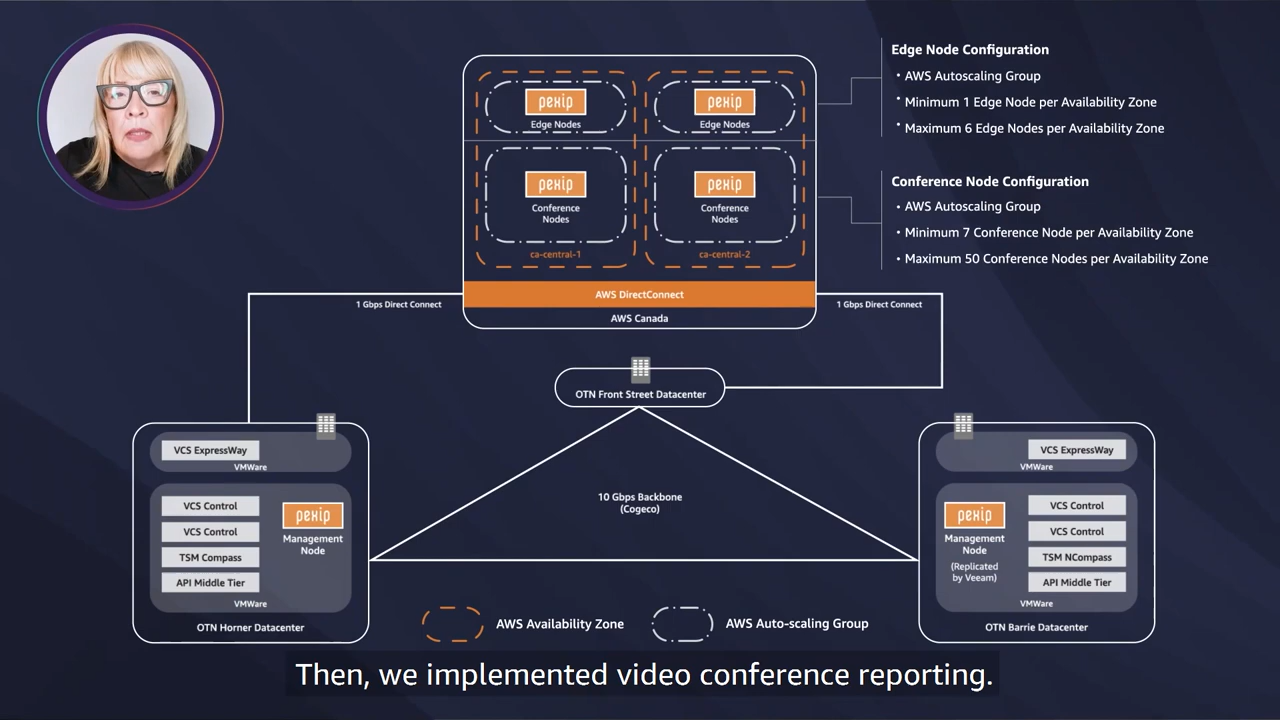 pexip
Edge Nodes
pexip
Edge Nodes
pexip
Conference
Nodes
pexip
Conference
Nodes
ca-central-1
ca-central-2
AWS DirectConnect
AWS Canada
Edge Node Configuration
• AWS Autoscaling Group
• Minimum 1 Edge Node per Availability Zone
• Maximum 6 Edge Nodes per Availability Zone
Conference Node Configuration
• AWS Autoscaling Group
• Minimum 7 Conference Node per Availability Zone
• Maximum 50 Conference Nodes per Availability Zone
1 Gbps Direct Connect
1 Gbps Direct Connect
OTN Front Street Datacenter
10 Gbps Backbone
(Cogeco)
VCS ExpressWay
VMWare
VCS Control
VCS Control
TSM Compass
API Middle Tier
pexip
Management
Node
VMWare
OTN Horner Datacenter
VCS ExpressWay
VMWare
pexip
Management
Node
(Replicated
by Veeam)
VCS Control
VCS Control
TSM NCompass
API Middle Tier
VMWare
OTN Barrie Datacenter
AWS Availability Zone
AWS Auto-scaling Group
Then, we implemented video conference reporting.